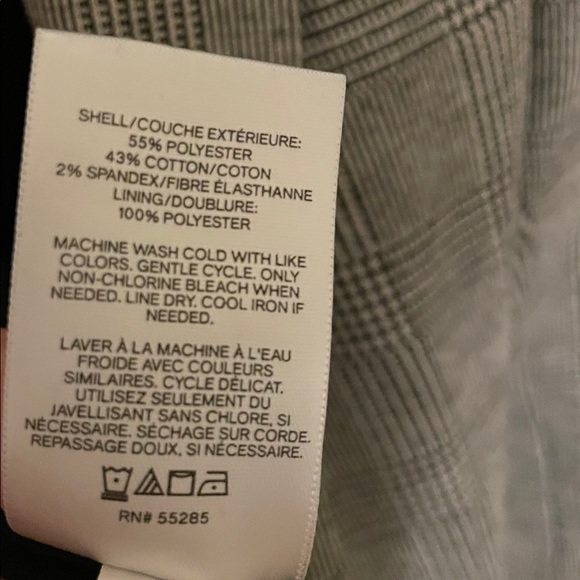 SHELL/COUCHE EXTÉRIEURE:
55% POLYESTER
43% COTTON/COTON
2% SPANDEX/FIBRE ÉLASTHANNE
LINING/DOUBLURE:
100% POLYESTER
MACHINE WASH COLD WITH LIKE
COLORS. GENTLE CYCLE. ONLY
NON-CHLORINE BLEACH WHEN
NEEDED. LINE DRY. COOL IRON IF
NEEDED.
LAVER À LA MACHINE À L'EAU
FROIDE AVEC COULEURS
SIMILAIRES. CYCLE DÉLICAT.
UTILISEZ SEULEMENT DU
JAVELLISANT SANS CHLORE, SI
NÉCESSAIRE. SÉCHAGE SUR CORDE.
REPASSAGE DOUX, SI NÉCESSAIRE.
RN# 55285